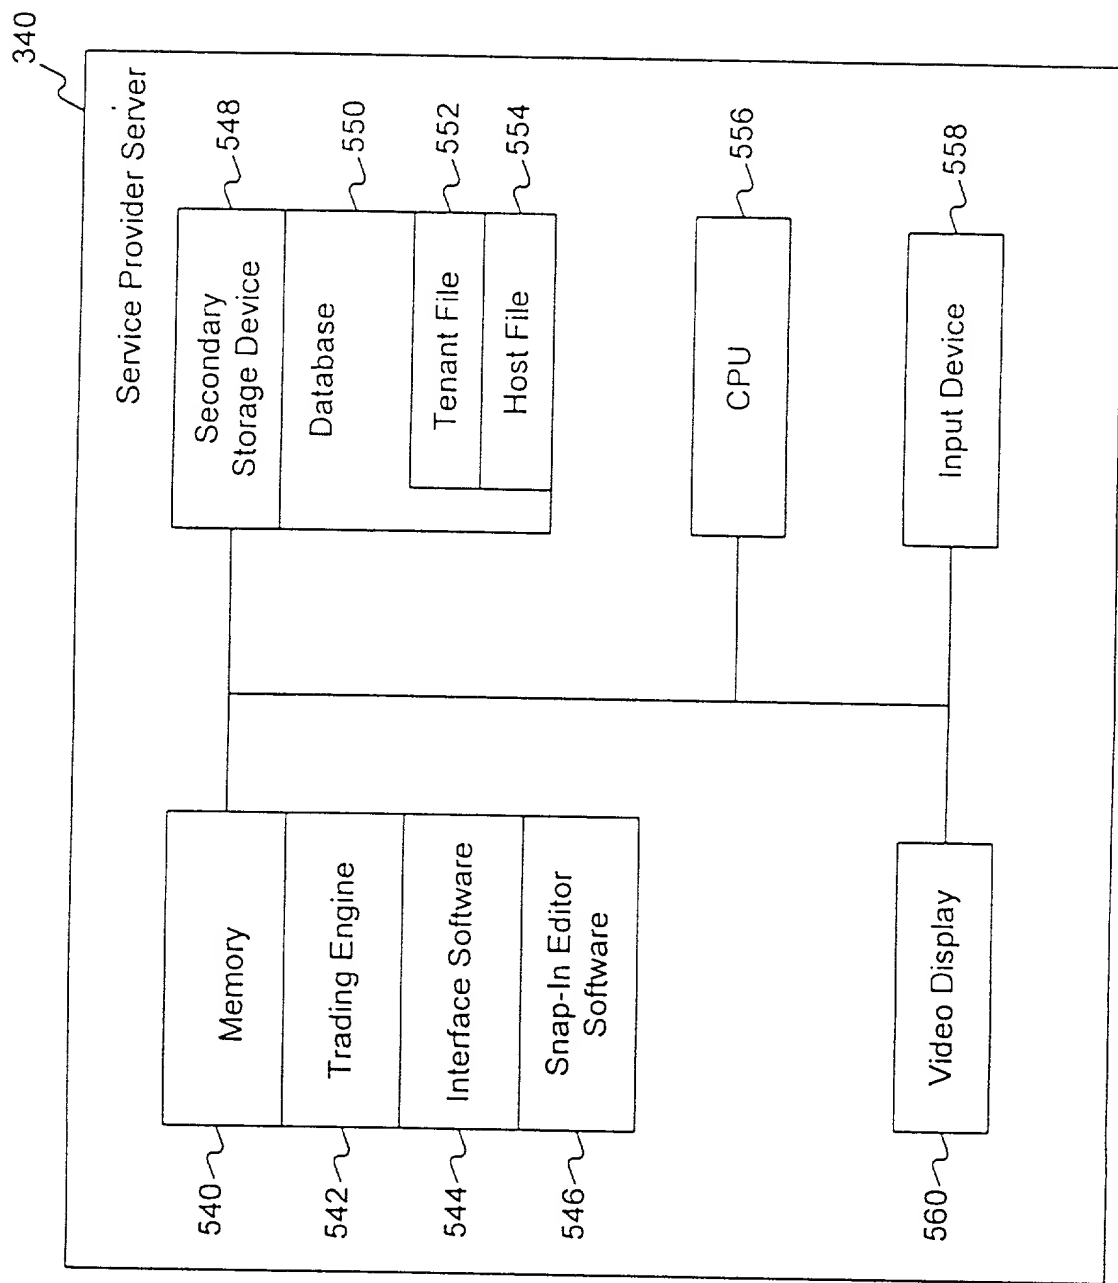 340
Service Provider Server
540
Memory
542
Trading Engine
544
Interface Software
546
Snap-In Editor
Software
Secondary
Storage Device
548
Database
550
Tenant File
552
Host File
554
CPU
556
560
Video Display
Input Device
558